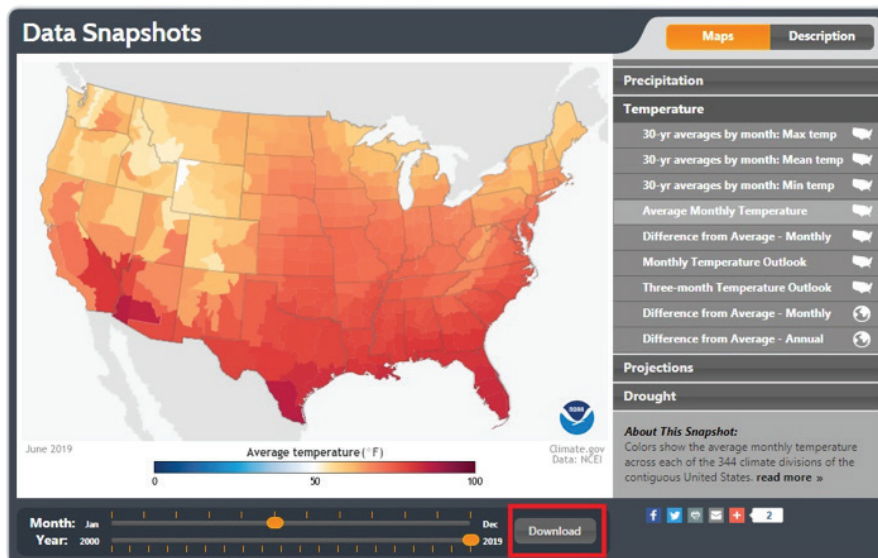 Data Snapshots
Maps
Description
Precipitation
Temperature
30-yr averages by month: Max temp
30-yr averages by month: Mean temp
30-yr averages by month: Min temp
Average Monthly Temperature
Difference from Average - Monthly
Monthly Temperature Outlook
Three-month Temperature Outlook
Difference from Average - Monthly
Difference from Average - Annual
Projections
Drought
About This Snapshot:
Colors show the average monthly temperature
across each of the 344 climate divisions of the
contiguous United States. read more »
NOAA
June 2019
Average temperature (°F)
Climate.gov
Data: NCEI
0 50 100
Month: Jan Dec
Year: 2000 2019
Download
2